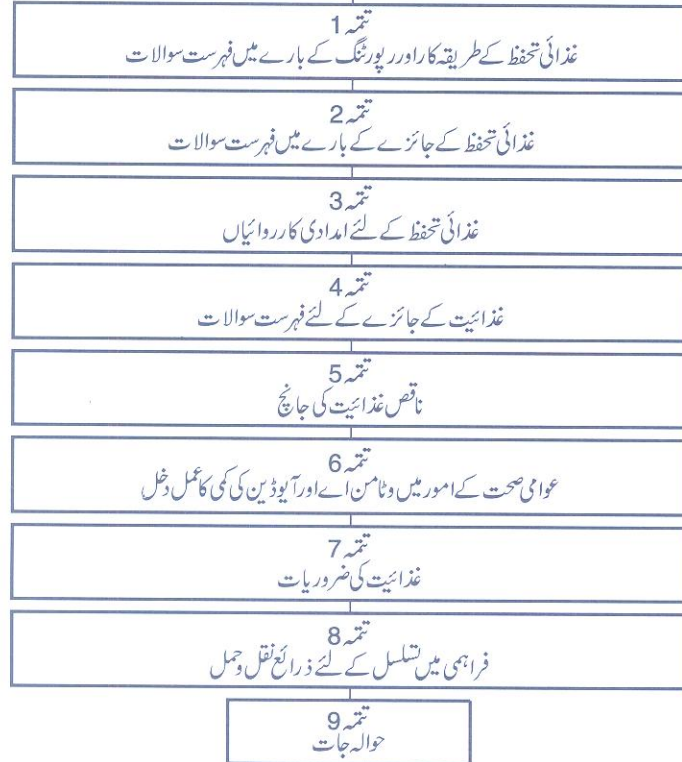 تتمہ 1
غذائی تحفظ کے طریقہ کار اور رپورٹنگ کے بارے میں فہرست سوالات
تتمہ 2
غذائی تحفظ کے جائزے کے بارے میں فہرست سوالات
تتمہ 3
غذائی تحفظ کے لئے امدادی کارروائیاں
تتمہ 4
غذائیت کے جائزے کے لئے فہرست سوالات
تتمہ 5
ناقص غذائیت کی جانچ
تتمہ 6
عوامی صحت کے امور میں وٹامن اے اور آیوڈین کی کمی کا عمل دخل
تتمہ 7
غذائیت کی ضروریات
تتمہ 8
فراہمی میں تسلسل کے لئے ذرائع نقل و حمل
تتمہ 9
حوالہ جات